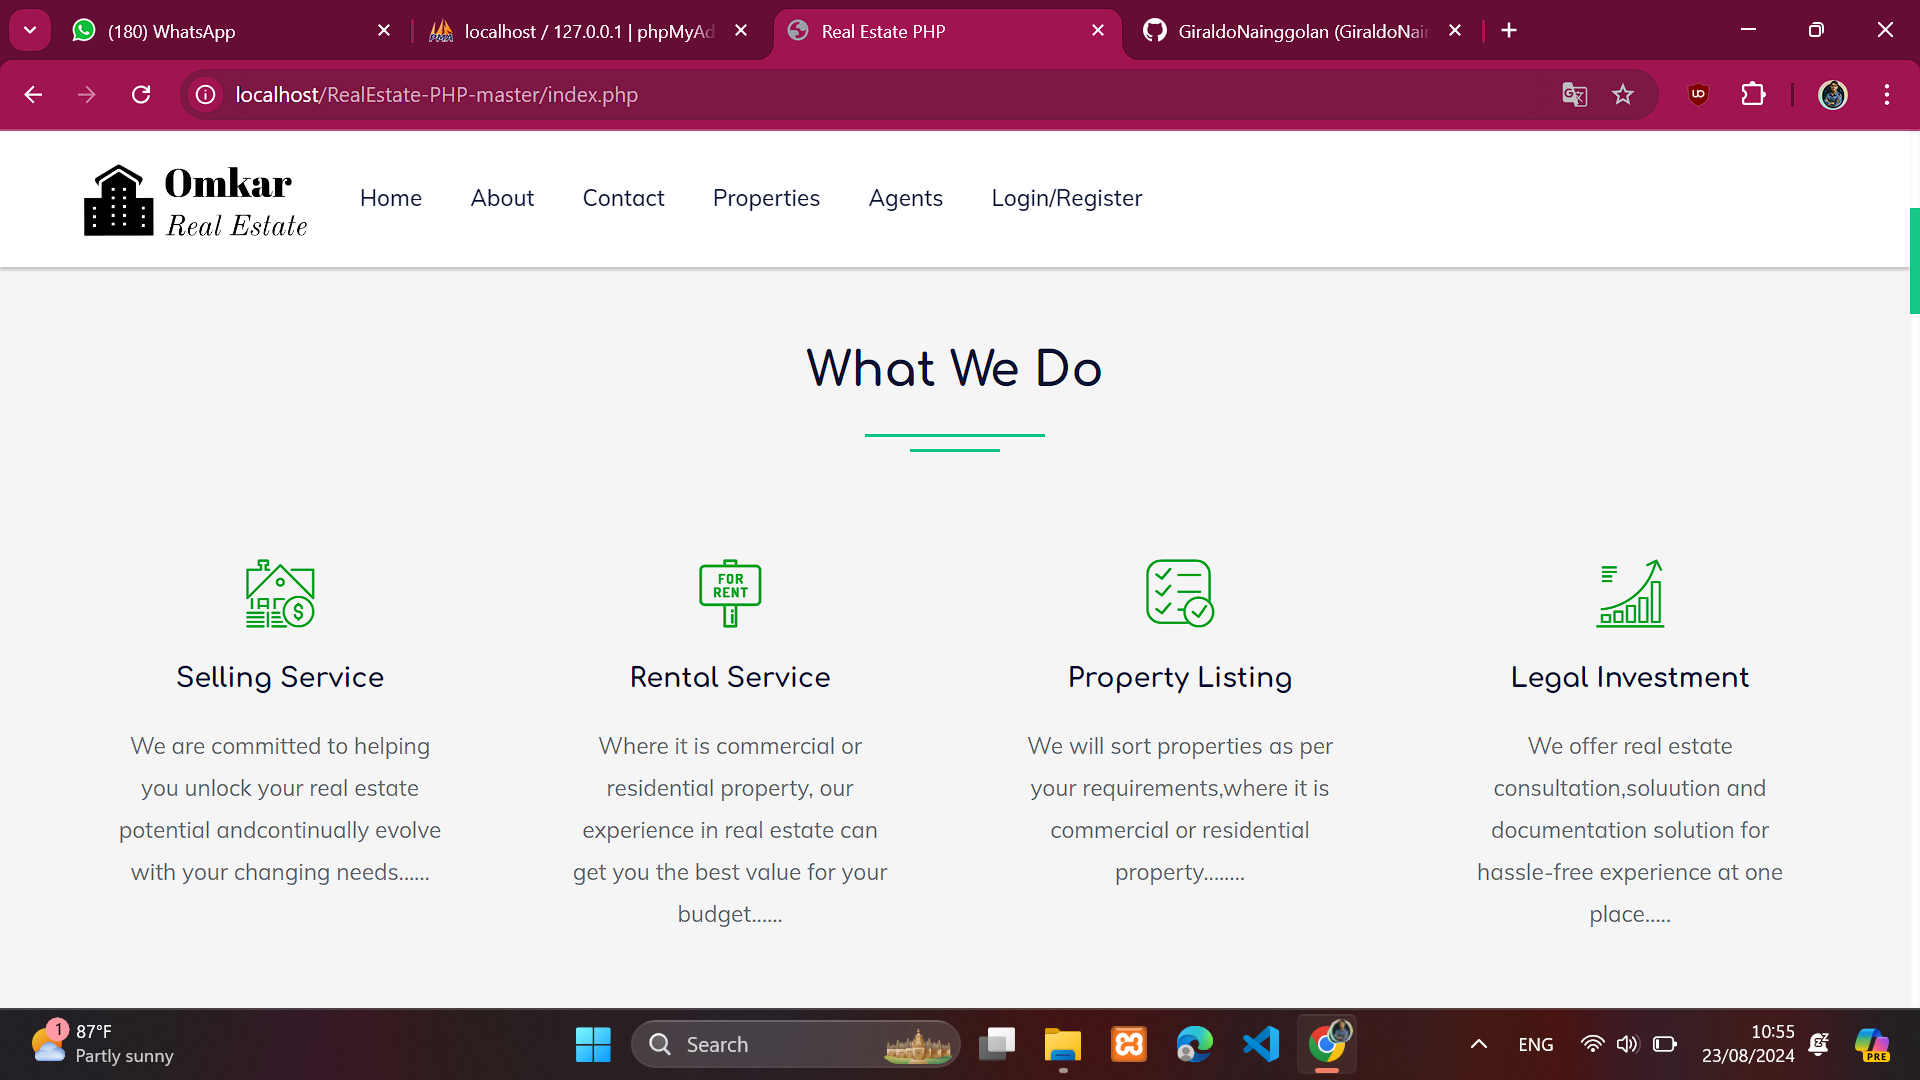 (180) WhatsApp
localhost / 127.0.0.1 | phpMyAd
Real Estate PHP
GiraldoNainggolan (GiraldoNain
localhost/RealEstate-PHP-master/index.php
Omkar
Real Estate
Home
About
Contact
Properties
Agents
Login/Register
What We Do
FOR
RENT
Selling Service
We are committed to helping
you unlock your real estate
potential andcontinually evolve
with your changing needs......
Rental Service
Where it is commercial or
residential property, our
experience in real estate can
get you the best value for your
budget......
Property Listing
We will sort properties as per
your requirements,where it is
commercial or residential
property........
Legal Investment
We offer real estate
consultation,soluution and
documentation solution for
hassle-free experience at one
place.....
1
87°F
Partly sunny
Search
ENG
10:55
23/08/2024
PRE